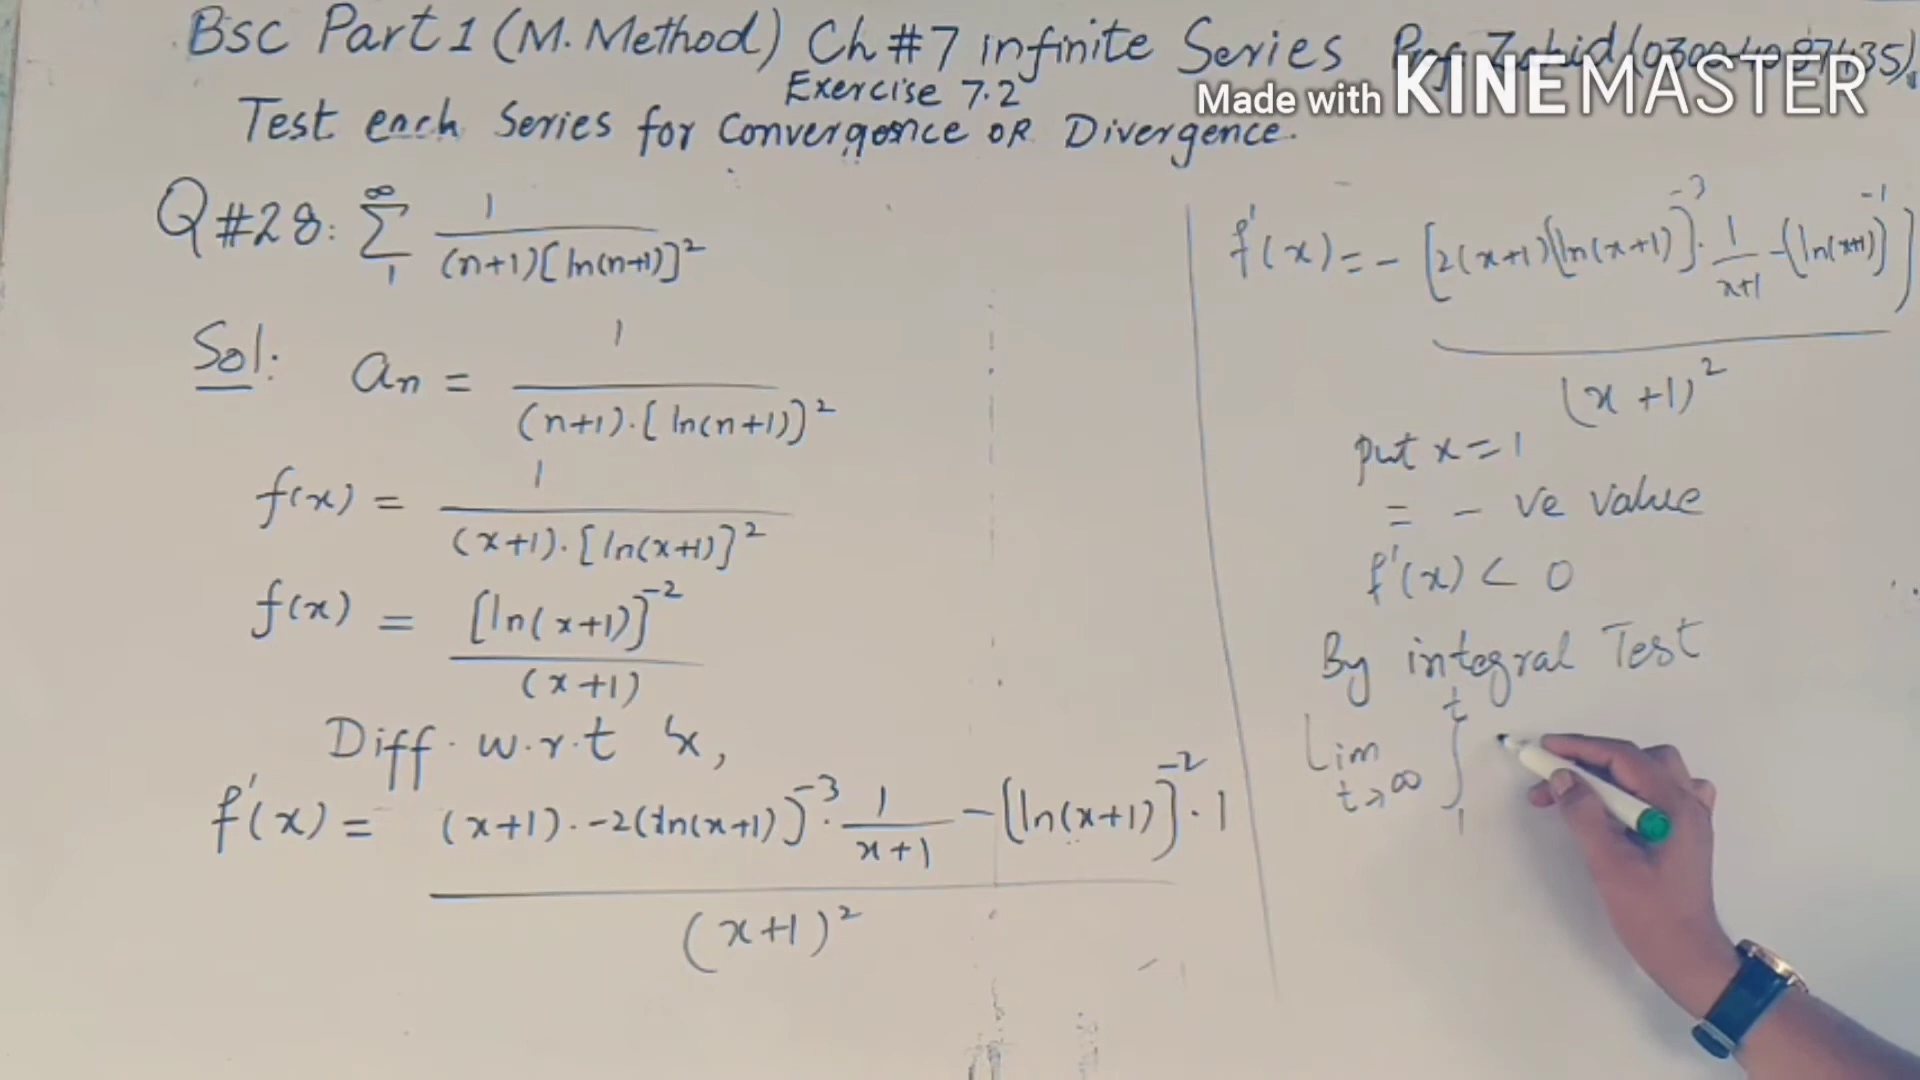 Bsc Part 1 (M. Method) Ch #7 infinite Series
Made with KINEMASTER
Exercise 7.2
Test each Series for Convergence OR Divergence.
Q#28: ∑₁^∞ 1/((n+1)[ln(n+1)]²)
Sol: an = 1/((n+1).[ln(n+1)]²)
f(x) = 1/((x+1).[ln(x+1)]²)
f(x) = [ln(x+1)]⁻²/(x+1)
Diff. w.r.t x,
f'(x) = ((x+1).-2(ln(x+1)]⁻³.1/(x+1) - (ln(x+1)]⁻².1)/(x+1)²
f'(x) = -[2(x+1)(ln(x+1)]⁻³.1/(x+1) - (ln(x+1)]⁻¹]/(x+1)²
put x = 1
= - ve value
f'(x) < 0
By integral Test
Lim t→∞ ∫₁^t